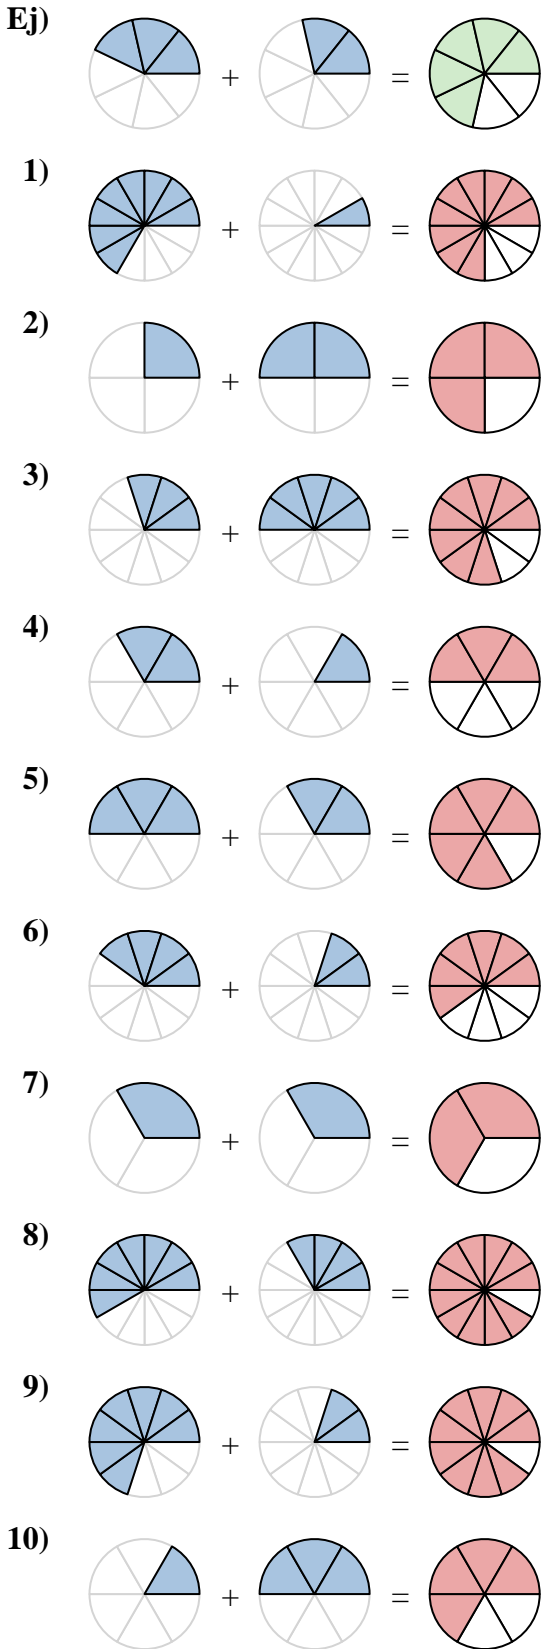 Ej) + =
1) + =
2) + =
3) + =
4) + =
5) + =
6) + =
7) + =
8) + =
9) + =
10) + =